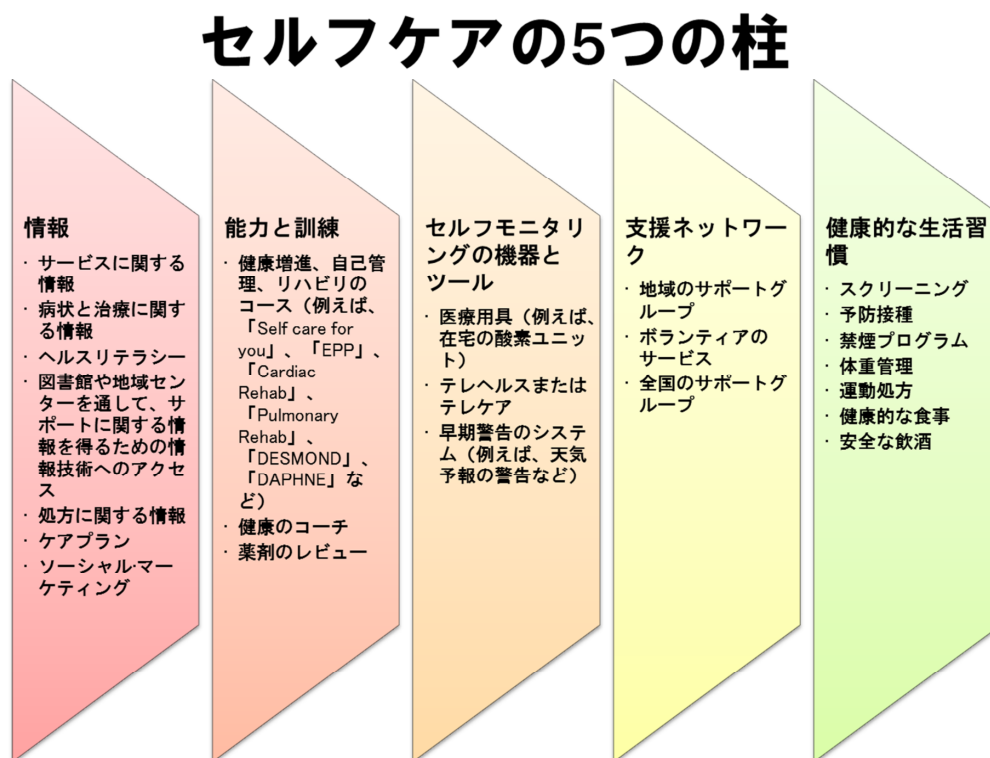 セルフケアの5つの柱
情報
· サービスに関する
情報
· 病状と治療に関す
る情報
· ヘルスリテラシー
· 図書館や地域セン
ターを通して、サ
ポートに関する情
報を得るための情
報技術へのアクセ
ス
· 処方に関する情報
· ケアプラン
· ソーシャル·マー
ケティング
能力と訓練
· 健康増進、自己管
理、リハビリの
コース（例えば、
「Self care for
you」、「EPP」、
「Cardiac
Rehab」、
「Pulmonary
Rehab」、
「DESMOND」、
「DAPHNE」な
ど）
· 健康のコーチ
· 薬剤のレビュー
セルフモニタリ
ングの機器と
ツール
· 医療用具（例えば、
在宅の酸素ユニッ
ト）
· テレヘルスまたは
テレケア
· 早期警告のシステ
ム（例えば、天気
予報の警告など）
支援ネットワー
ク
· 地域のサポートグ
ループ
· ボランティアの
サービス
· 全国のサポートグ
ループ
健康的な生活習
慣
· スクリーニング
· 予防接種
· 禁煙プログラム
· 体重管理
· 運動処方
· 健康的な食事
· 安全な飲酒